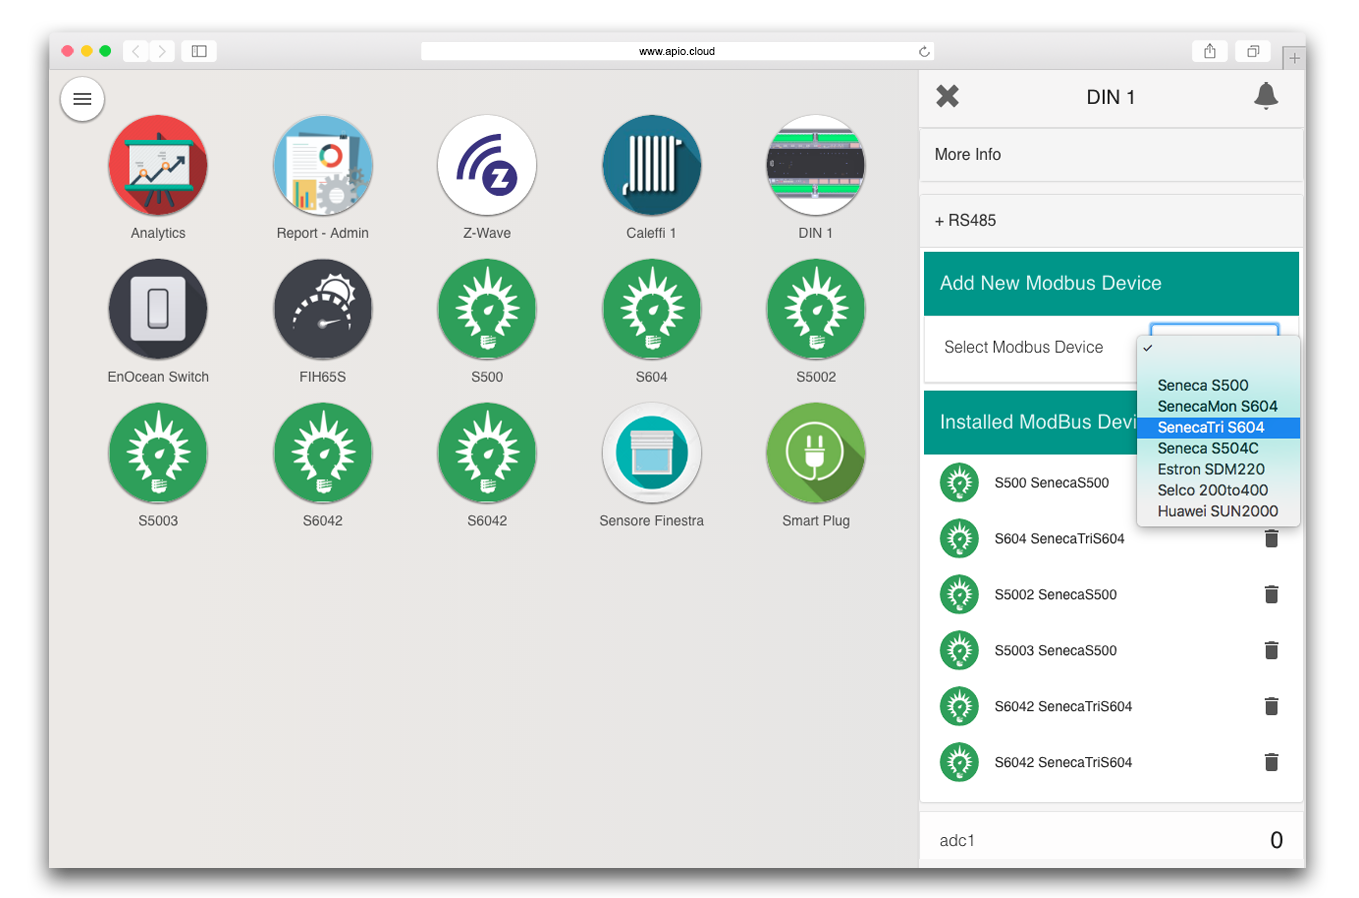 www.apio.cloud
Analytics
Report - Admin
Z-Wave
Caleffi 1
DIN 1
EnOcean Switch
FIH65S
S500
S604
S5002
S5003
S6042
S6042
Sensore Finestra
Smart Plug
DIN 1
More Info
+ RS485
Add New Modbus Device
Select Modbus Device
✓
Seneca S500
SenecaMon S604
SenecaTri S604
Seneca S504C
Estron SDM220
Selco 200to400
Huawei SUN2000
Installed ModBus Devi
S500 SenecaS500
S604 SenecaTriS604
S5002 SenecaS500
S5003 SenecaS500
S6042 SenecaTriS604
S6042 SenecaTriS604
adc1 0